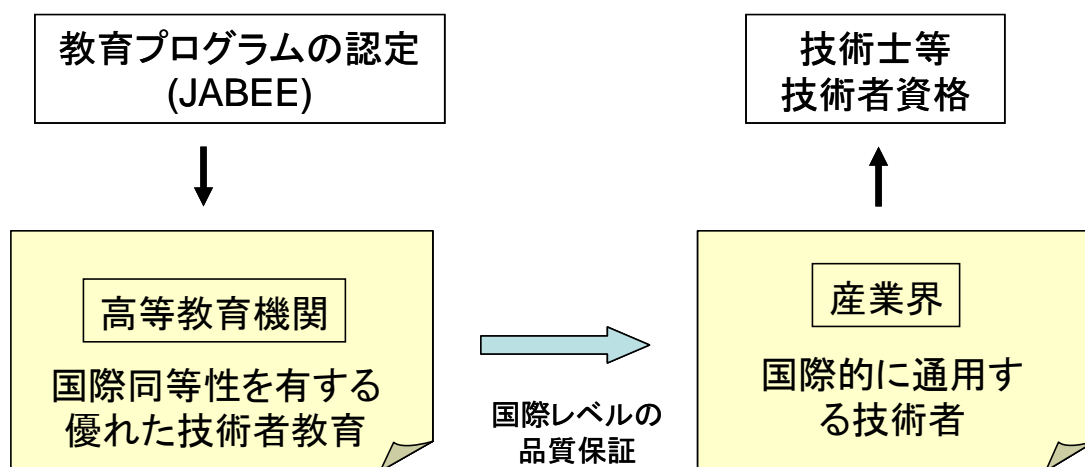 教育プログラムの認定
(JABEE)
技術士等
技術者資格
高等教育機関
国際同等性を有する
優れた技術者教育
国際レベルの
品質保証
産業界
国際的に通用す
る技術者